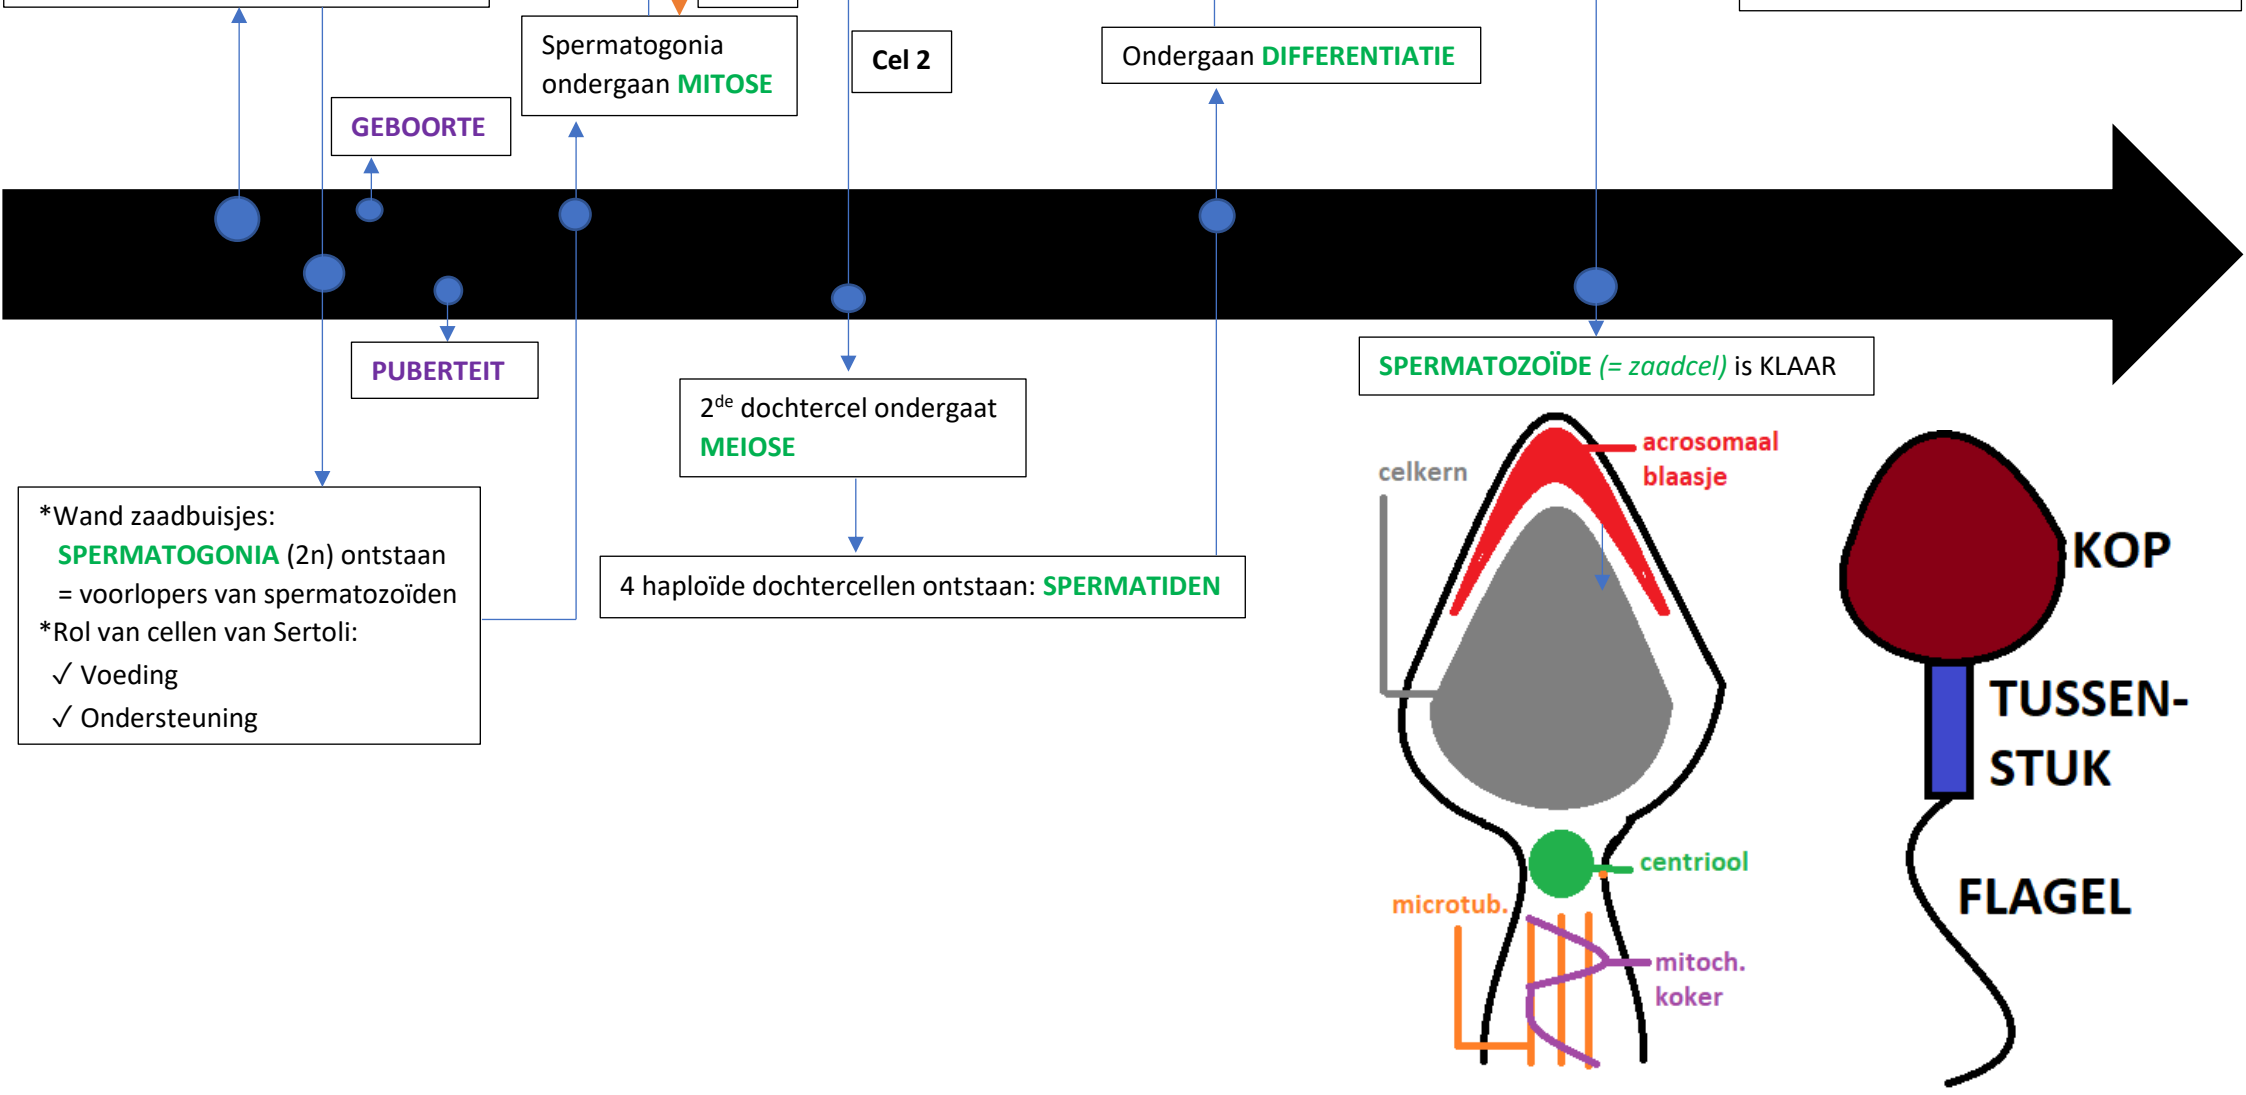 Spermatogonia
ondergaan MITOSE
Cel 2
Ondergaan DIFFERENTIATIE
GEBOORTE
PUBERTEIT
2de dochtercel ondergaat
MEIOSE
SPERMATOZOÏDE (= zaadcel) is KLAAR
*Wand zaadbuisjes:
SPERMATOGONIA (2n) ontstaan
= voorlopers van spermatozoïden
*Rol van cellen van Sertoli:
✓ Voeding
✓ Ondersteuning
4 haploïde dochtercellen ontstaan: SPERMATIDEN
celkern
acrosomaal
blaasje
centriool
microtub.
mitoch.
koker
KOP
TUSSEN-
STUK
FLAGEL